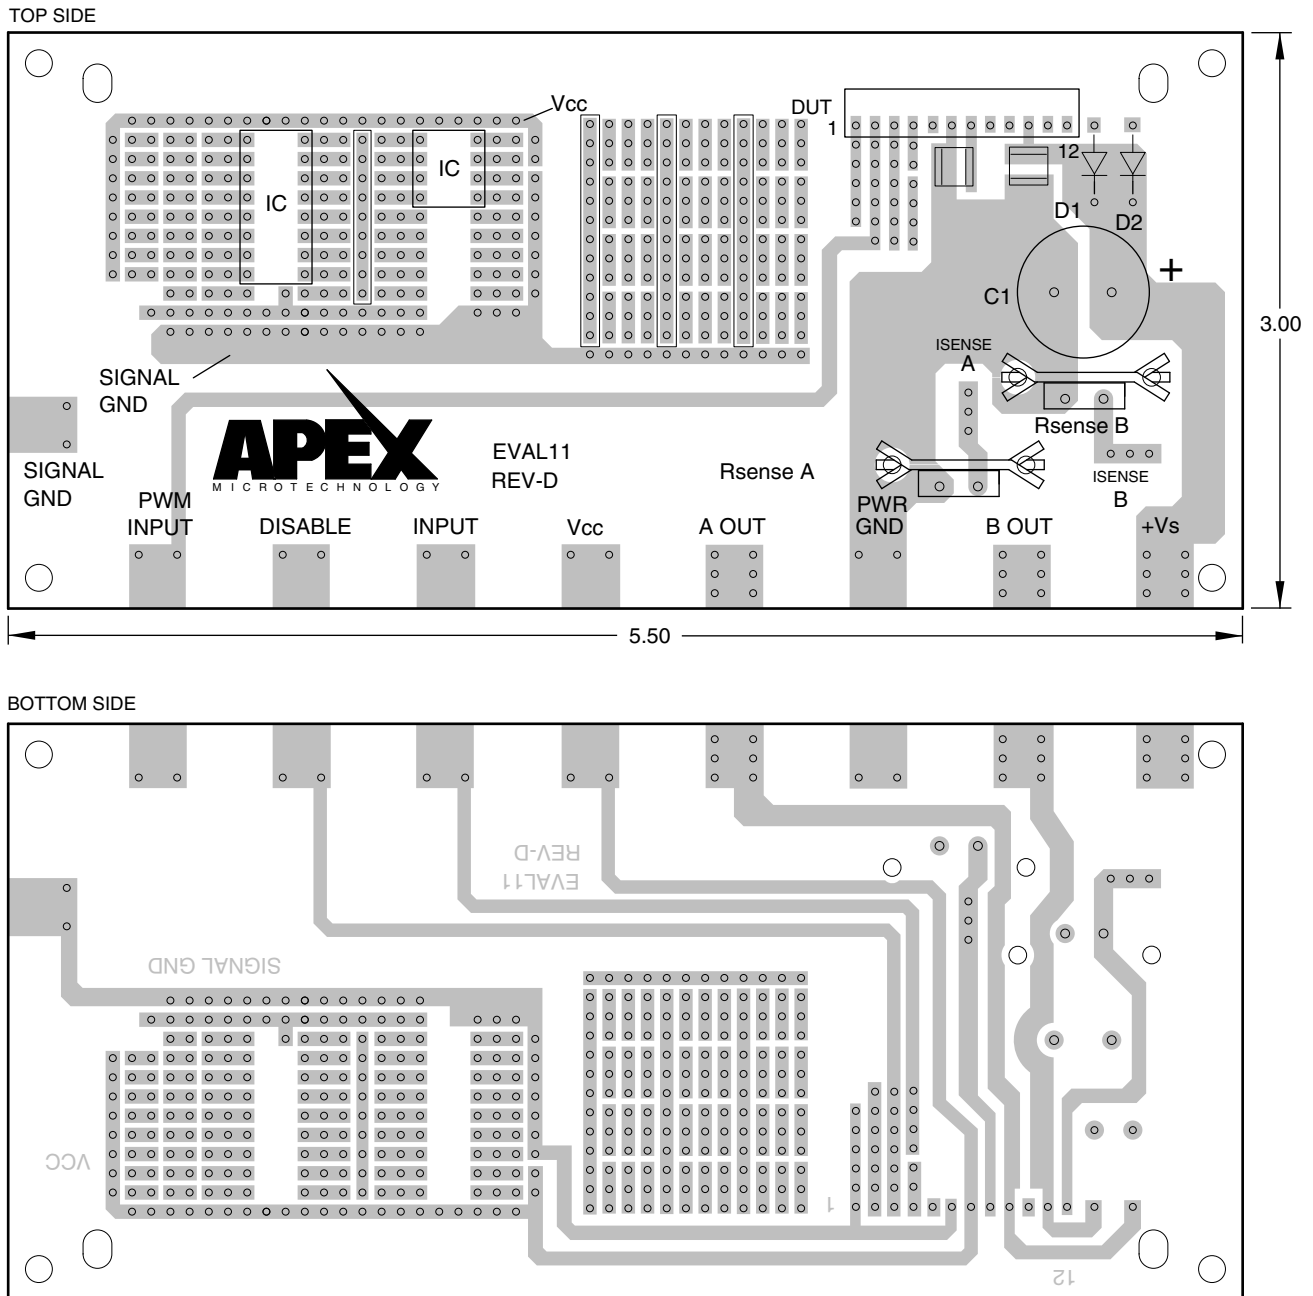 TOP SIDE
Vcc
DUT
1
12
IC
IC
D1
D2
+
C1
3.00
ISENSE
A
SIGNAL
GND
Rsense B
APEX
MICROTECHNOLOGY
EVAL11
REV-D
Rsense A
SIGNAL
GND
ISENSE
B
PWM
INPUT
DISABLE
INPUT
Vcc
A OUT
PWR
GND
B OUT
+Vs
5.50
BOTTOM SIDE
REV-D
EVAL11
SIGNAL GND
VCC
1
12